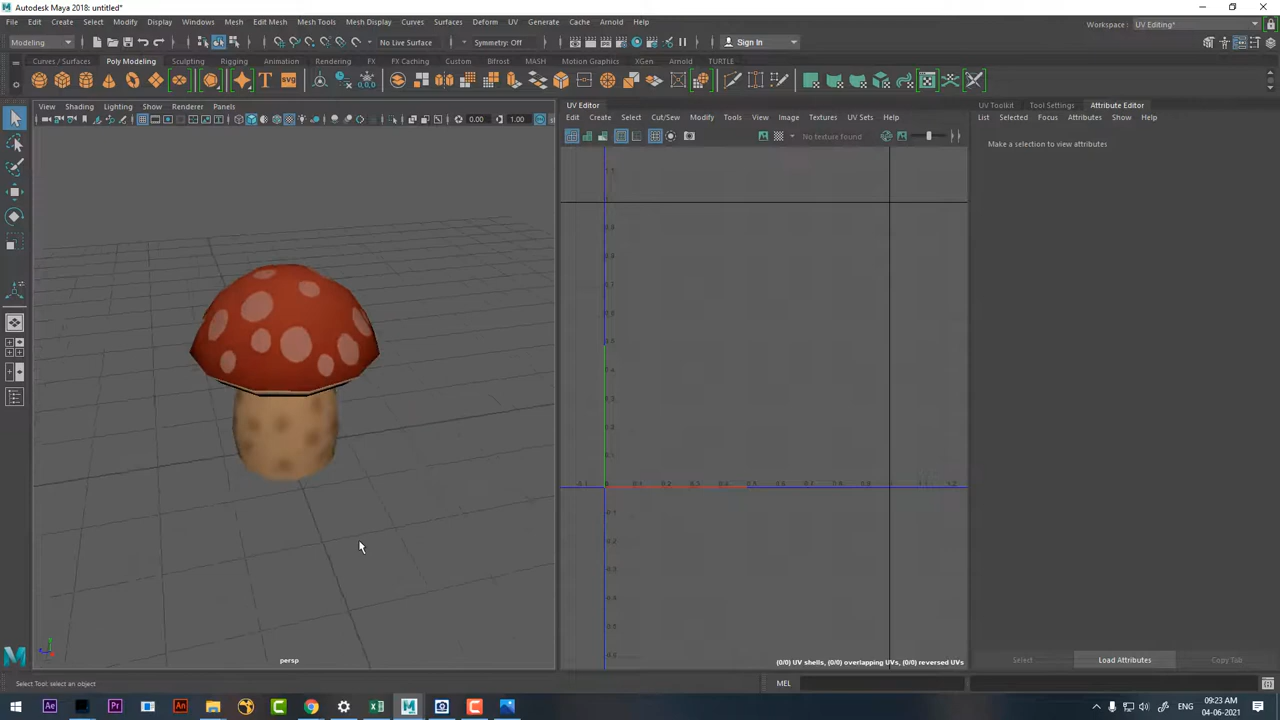 Autodesk Maya 2018: untitled*
File Edit Create Select Modify Display Windows Mesh Edit Mesh Mesh Tools Mesh Display Curves Surfaces Deform UV Generate Cache Arnold Help
Workspace : UV Editing*
Modeling No Live Surface Symmetry: Off Sign In
Curves / Surfaces Poly Modeling Sculpting Rigging Animation Rendering FX FX Caching Custom Bifrost MASH Motion Graphics XGen Arnold TURTLE
View Shading Lighting Show Renderer Panels
0.00 1.00
persp
UV Editor
Edit Create Select Cut/Sew Modify Tools View Image Textures UV Sets Help
No texture found
(0/0) UV shells, (0/0) overlapping UVs, (0/0) reversed UVs
UV Toolkit Tool Settings Attribute Editor
List Selected Focus Attributes Show Help
Make a selection to view attributes
Select Load Attributes Copy Tab
Select Tool: select an object
MEL
ENG
09:23 AM
04-06-2021